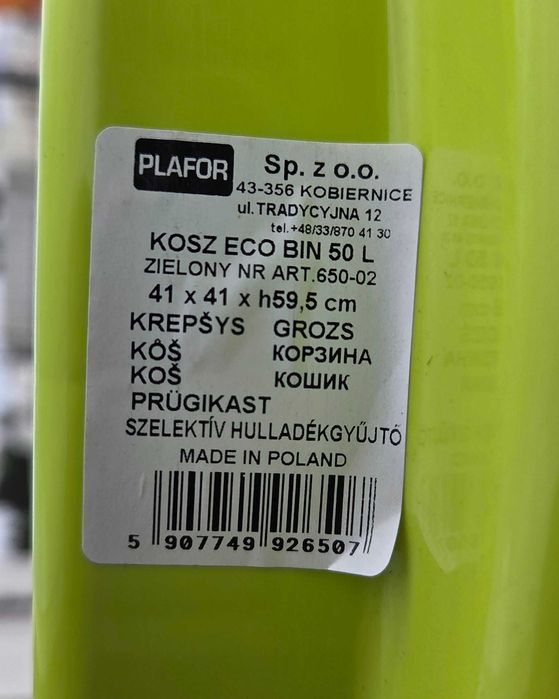 PLAFOR Sp. z o.o.
43-356 KOBIERNICE
ul. TRADYCYJNA 12
tel.+48/33/870 41 30
KOSZ ECO BIN 50 L
ZIELONY NR ART.650-02
41 x 41 x h59,5 cm
KREPŠYS GROZS
KÔŠ КОРЗИНА
KOŠ КОШИК
PRÜGIKAST
SZELEKTÍV HULLADÉKGYŰJTŐ
MADE IN POLAND
5 907749 926507